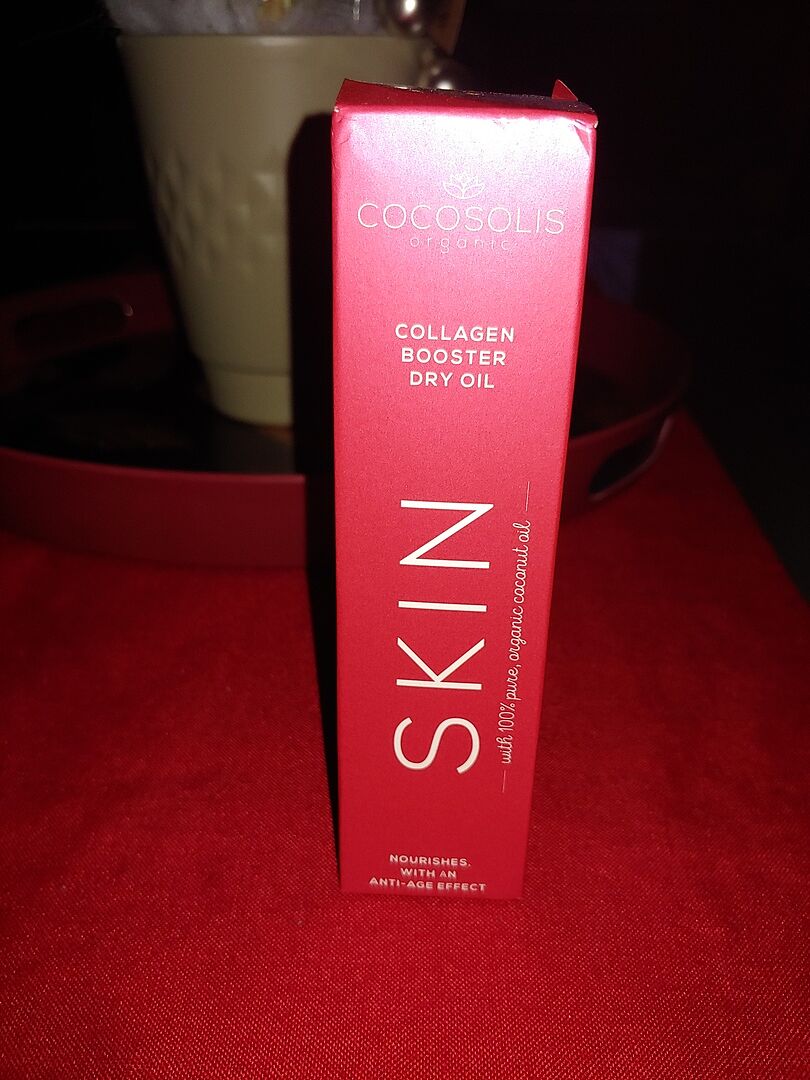 COCOSOLIS
organic
COLLAGEN
BOOSTER
DRY OIL
SKIN
with 100% pure, organic coconut oil
NOURISHES.
WITH AN
ANTI-AGE EFFECT